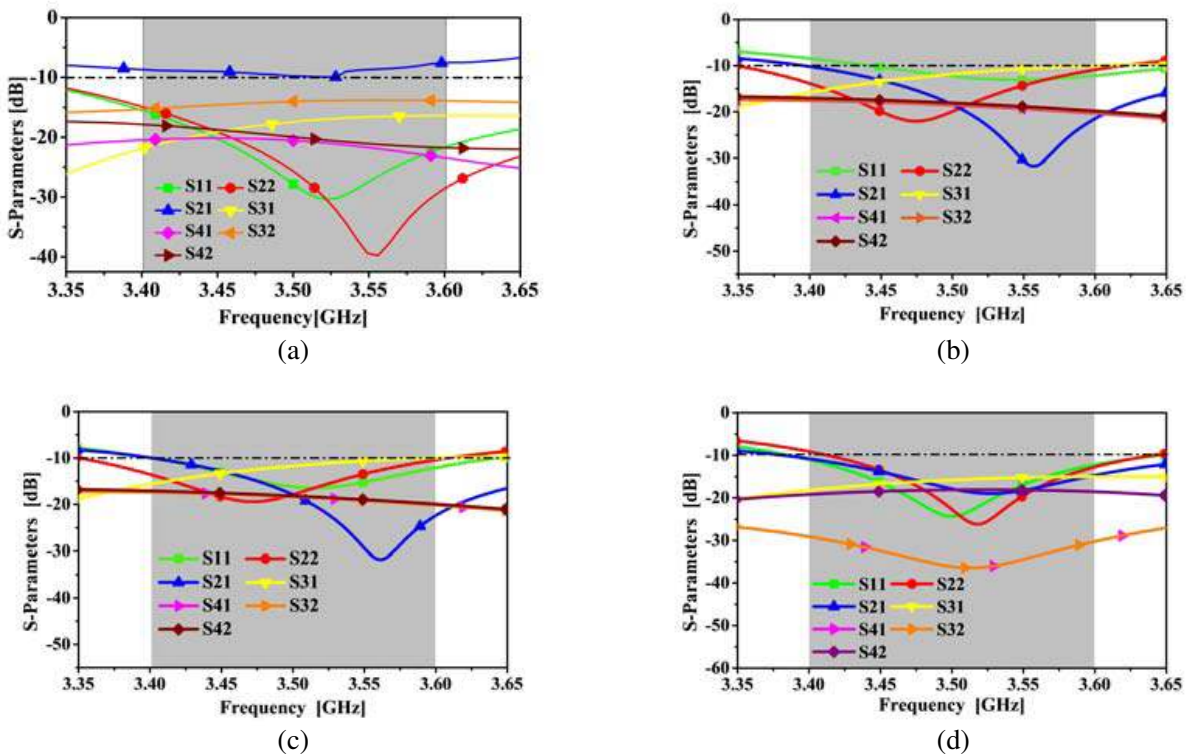 0
-10
-20
-30
-40
S-Parameters [dB]
S11 S22
S21 S31
S41 S32
S42
3.35 3.40 3.45 3.50 3.55 3.60 3.65
Frequency[GHz]
(a)
0
-10
-20
-30
-40
-50
S-Parameters [dB]
S11 S22
S21 S31
S41 S32
S42
3.35 3.40 3.45 3.50 3.55 3.60 3.65
Frequency [GHz]
(b)
0
-10
-20
-30
-40
-50
S-Parameters [dB]
S11 S22
S21 S31
S41 S32
S42
3.35 3.40 3.45 3.50 3.55 3.60 3.65
Frequency [GHz]
(c)
0
-10
-20
-30
-40
-50
-60
S-Parameters [dB]
S11 S22
S21 S31
S41 S32
S42
3.35 3.40 3.45 3.50 3.55 3.60 3.65
Frequency [GHz]
(d)